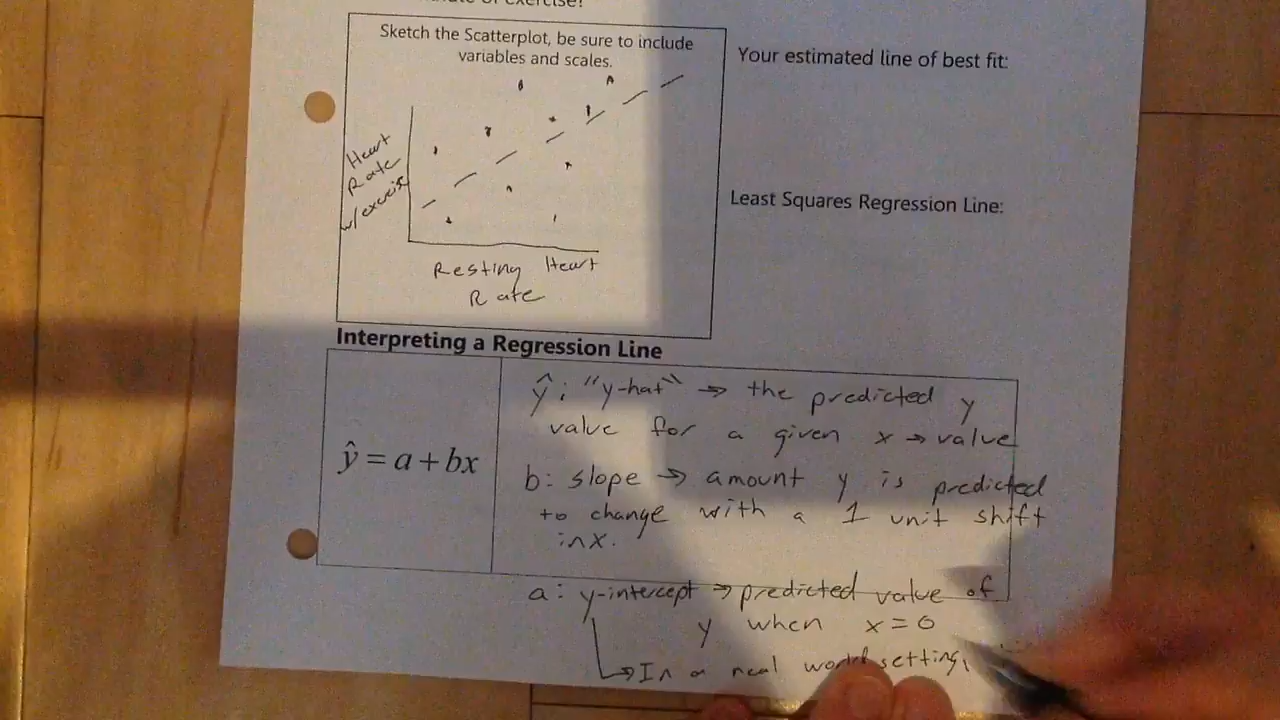 exercise!
Sketch the Scatterplot, be sure to include
variables and scales.
Heart
Rate
w/exercise
Resting Heart
Rate
Your estimated line of best fit:
Least Squares Regression Line:
Interpreting a Regression Line
ŷ = a + bx
ŷ: "y-hat" → the predicted y
value for a given x → value
b: slope → amount y is predicted
to change with a 1 unit shift
in x.
a: y-intercept → predicted value of
y when x = 0
↳ In a real world setting,